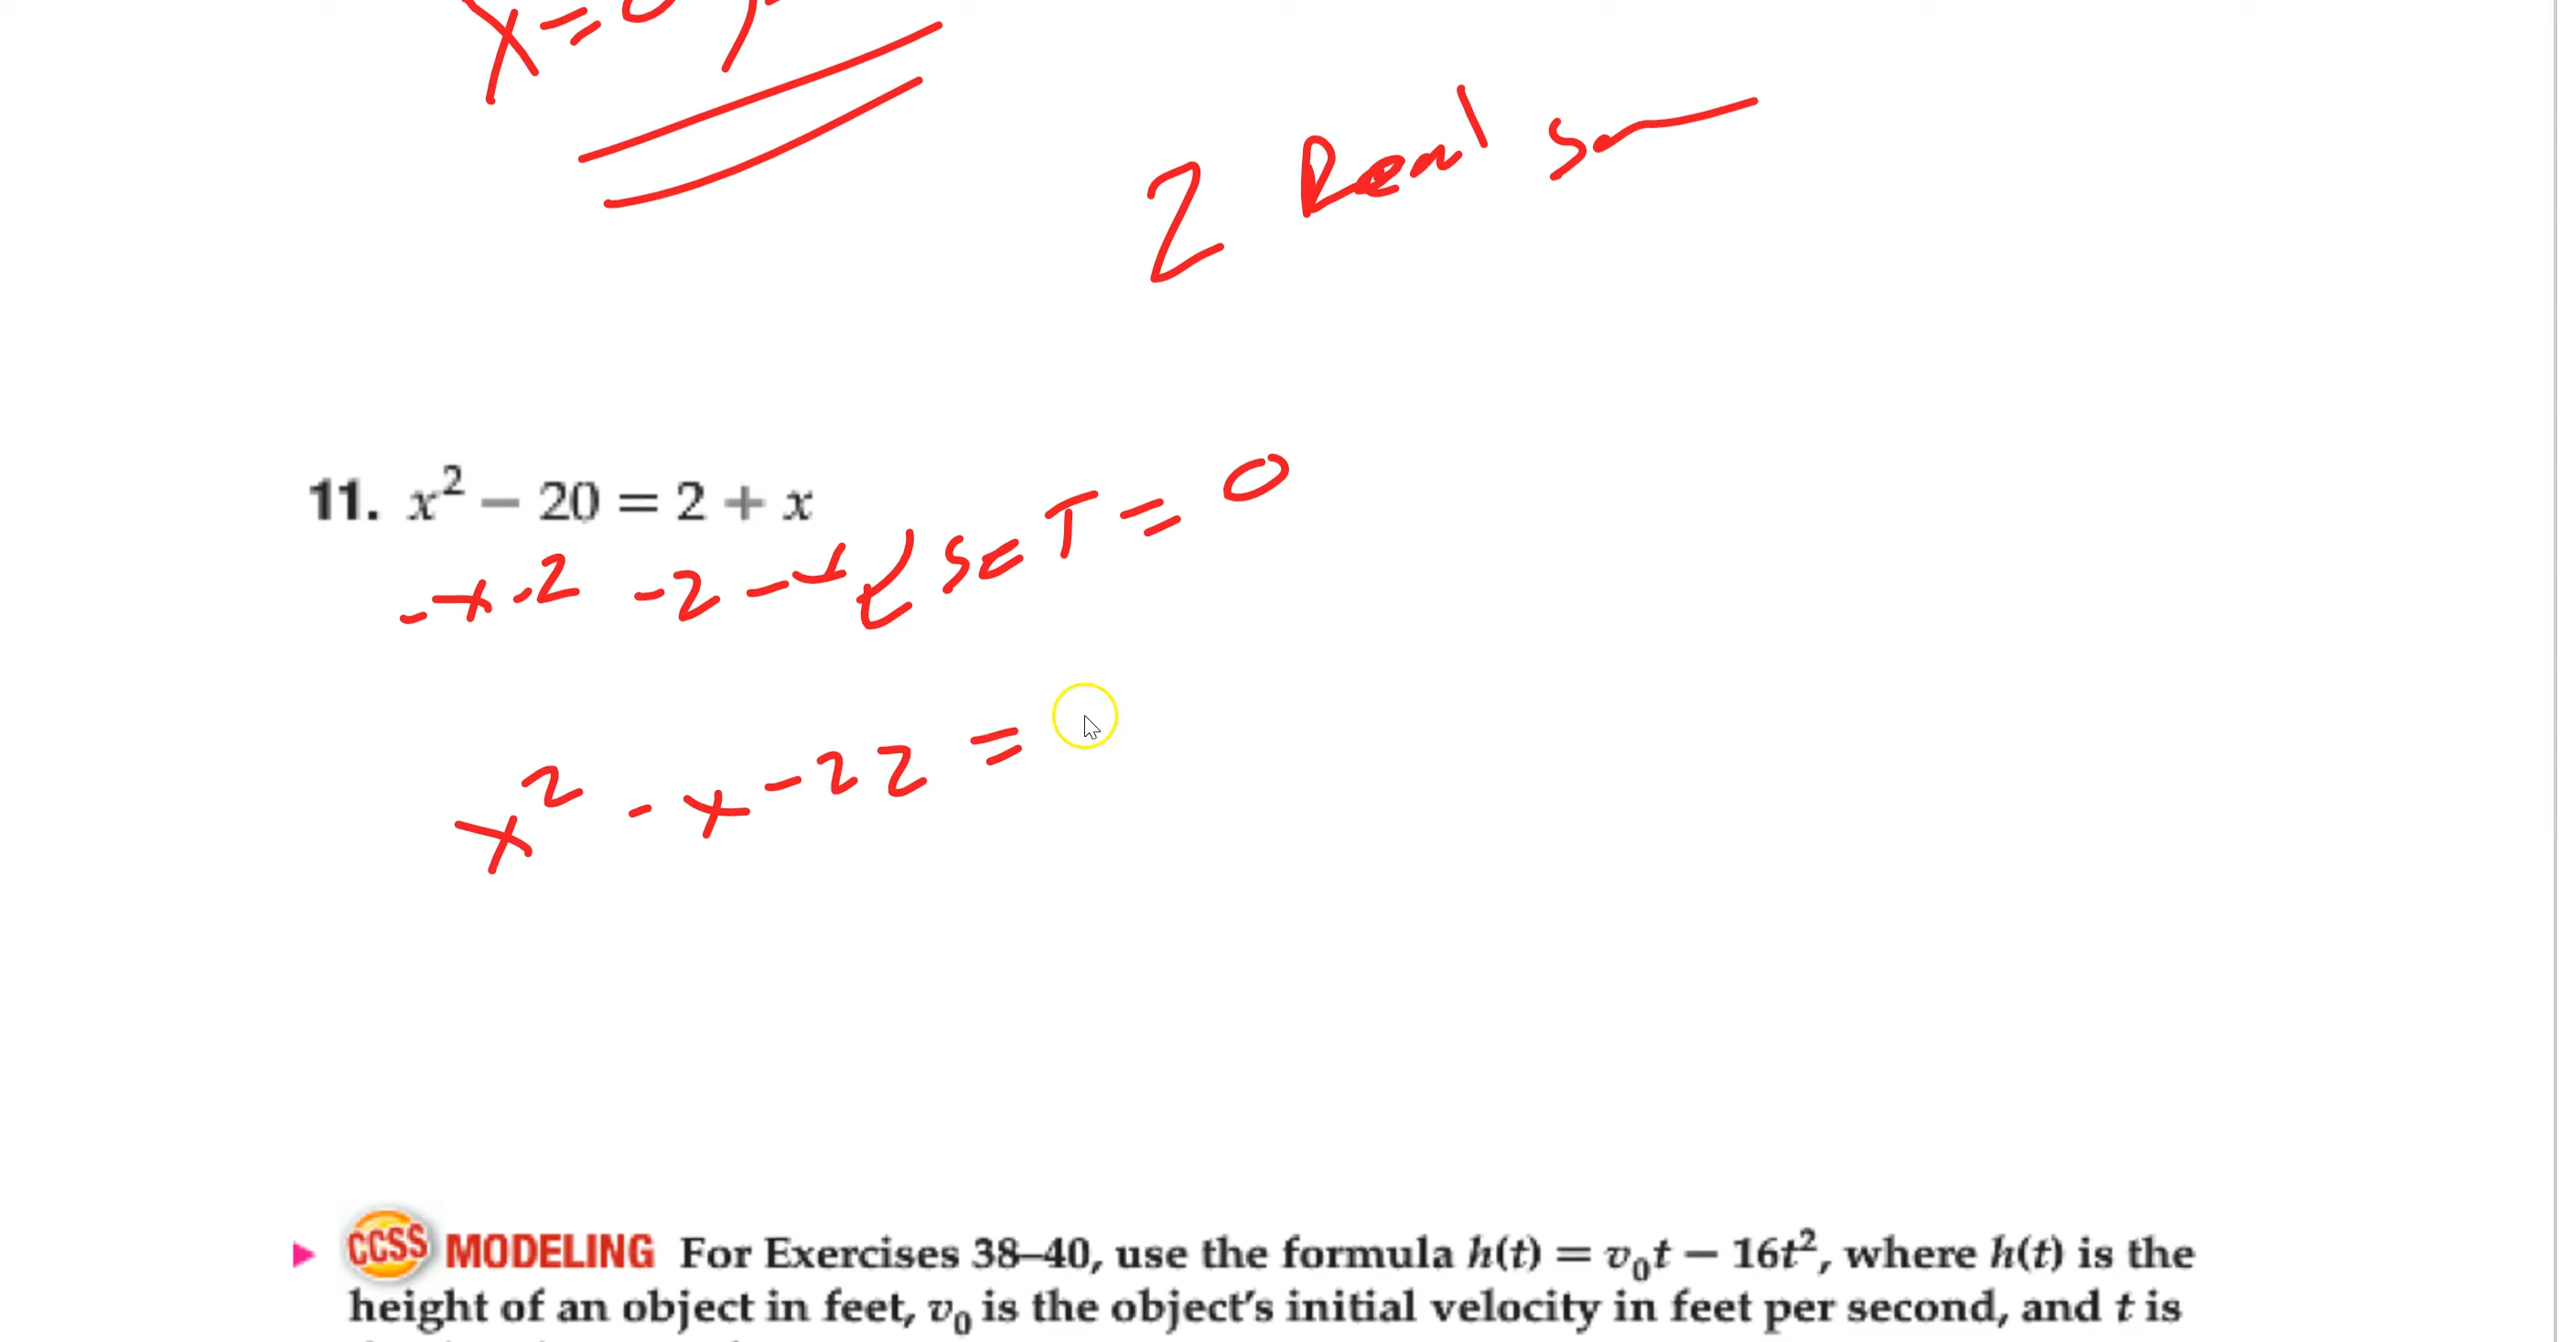 x=0,
2 Real s
11. x² − 20 = 2 + x
-x -2 -2 -x } SET = 0
x² - x - 22 =
CCSS MODELING For Exercises 38–40, use the formula h(t) = v₀t − 16t², where h(t) is the
height of an object in feet, v₀ is the object's initial velocity in feet per second, and t is